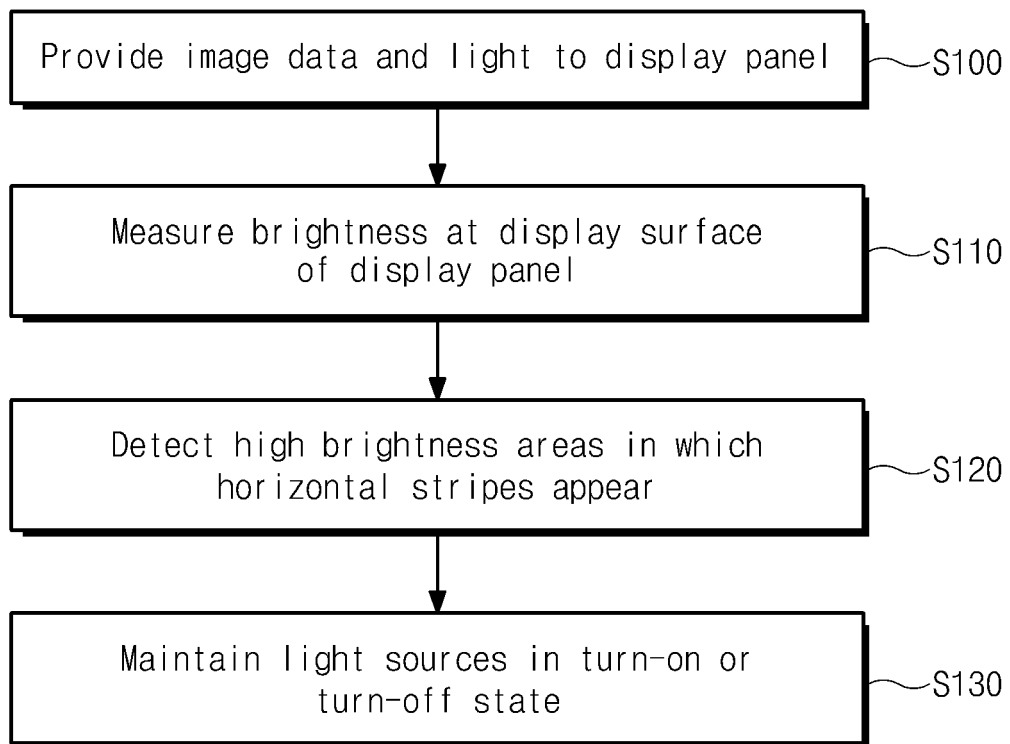 Provide image data and light to display panel
S100
Measure brightness at display surface
of display panel
S110
Detect high brightness areas in which
horizontal stripes appear
S120
Maintain light sources in turn-on or
turn-off state
S130